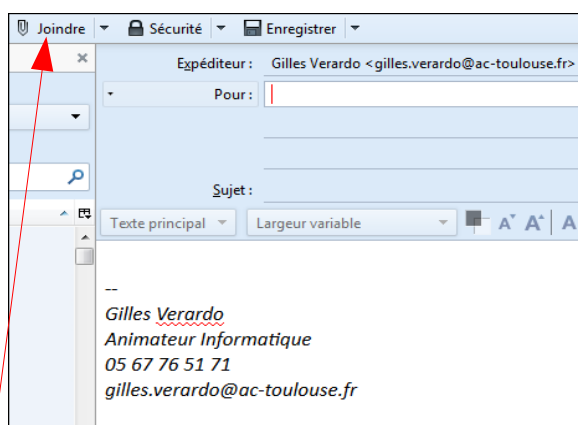 Joindre Sécurité Enregistrer
Expéditeur : Gilles Verardo <gilles.verardo@ac-toulouse.fr>
Pour :
Sujet :
Texte principal Largeur variable A A A
--
Gilles Verardo
Animateur Informatique
05 67 76 51 71
gilles.verardo@ac-toulouse.fr